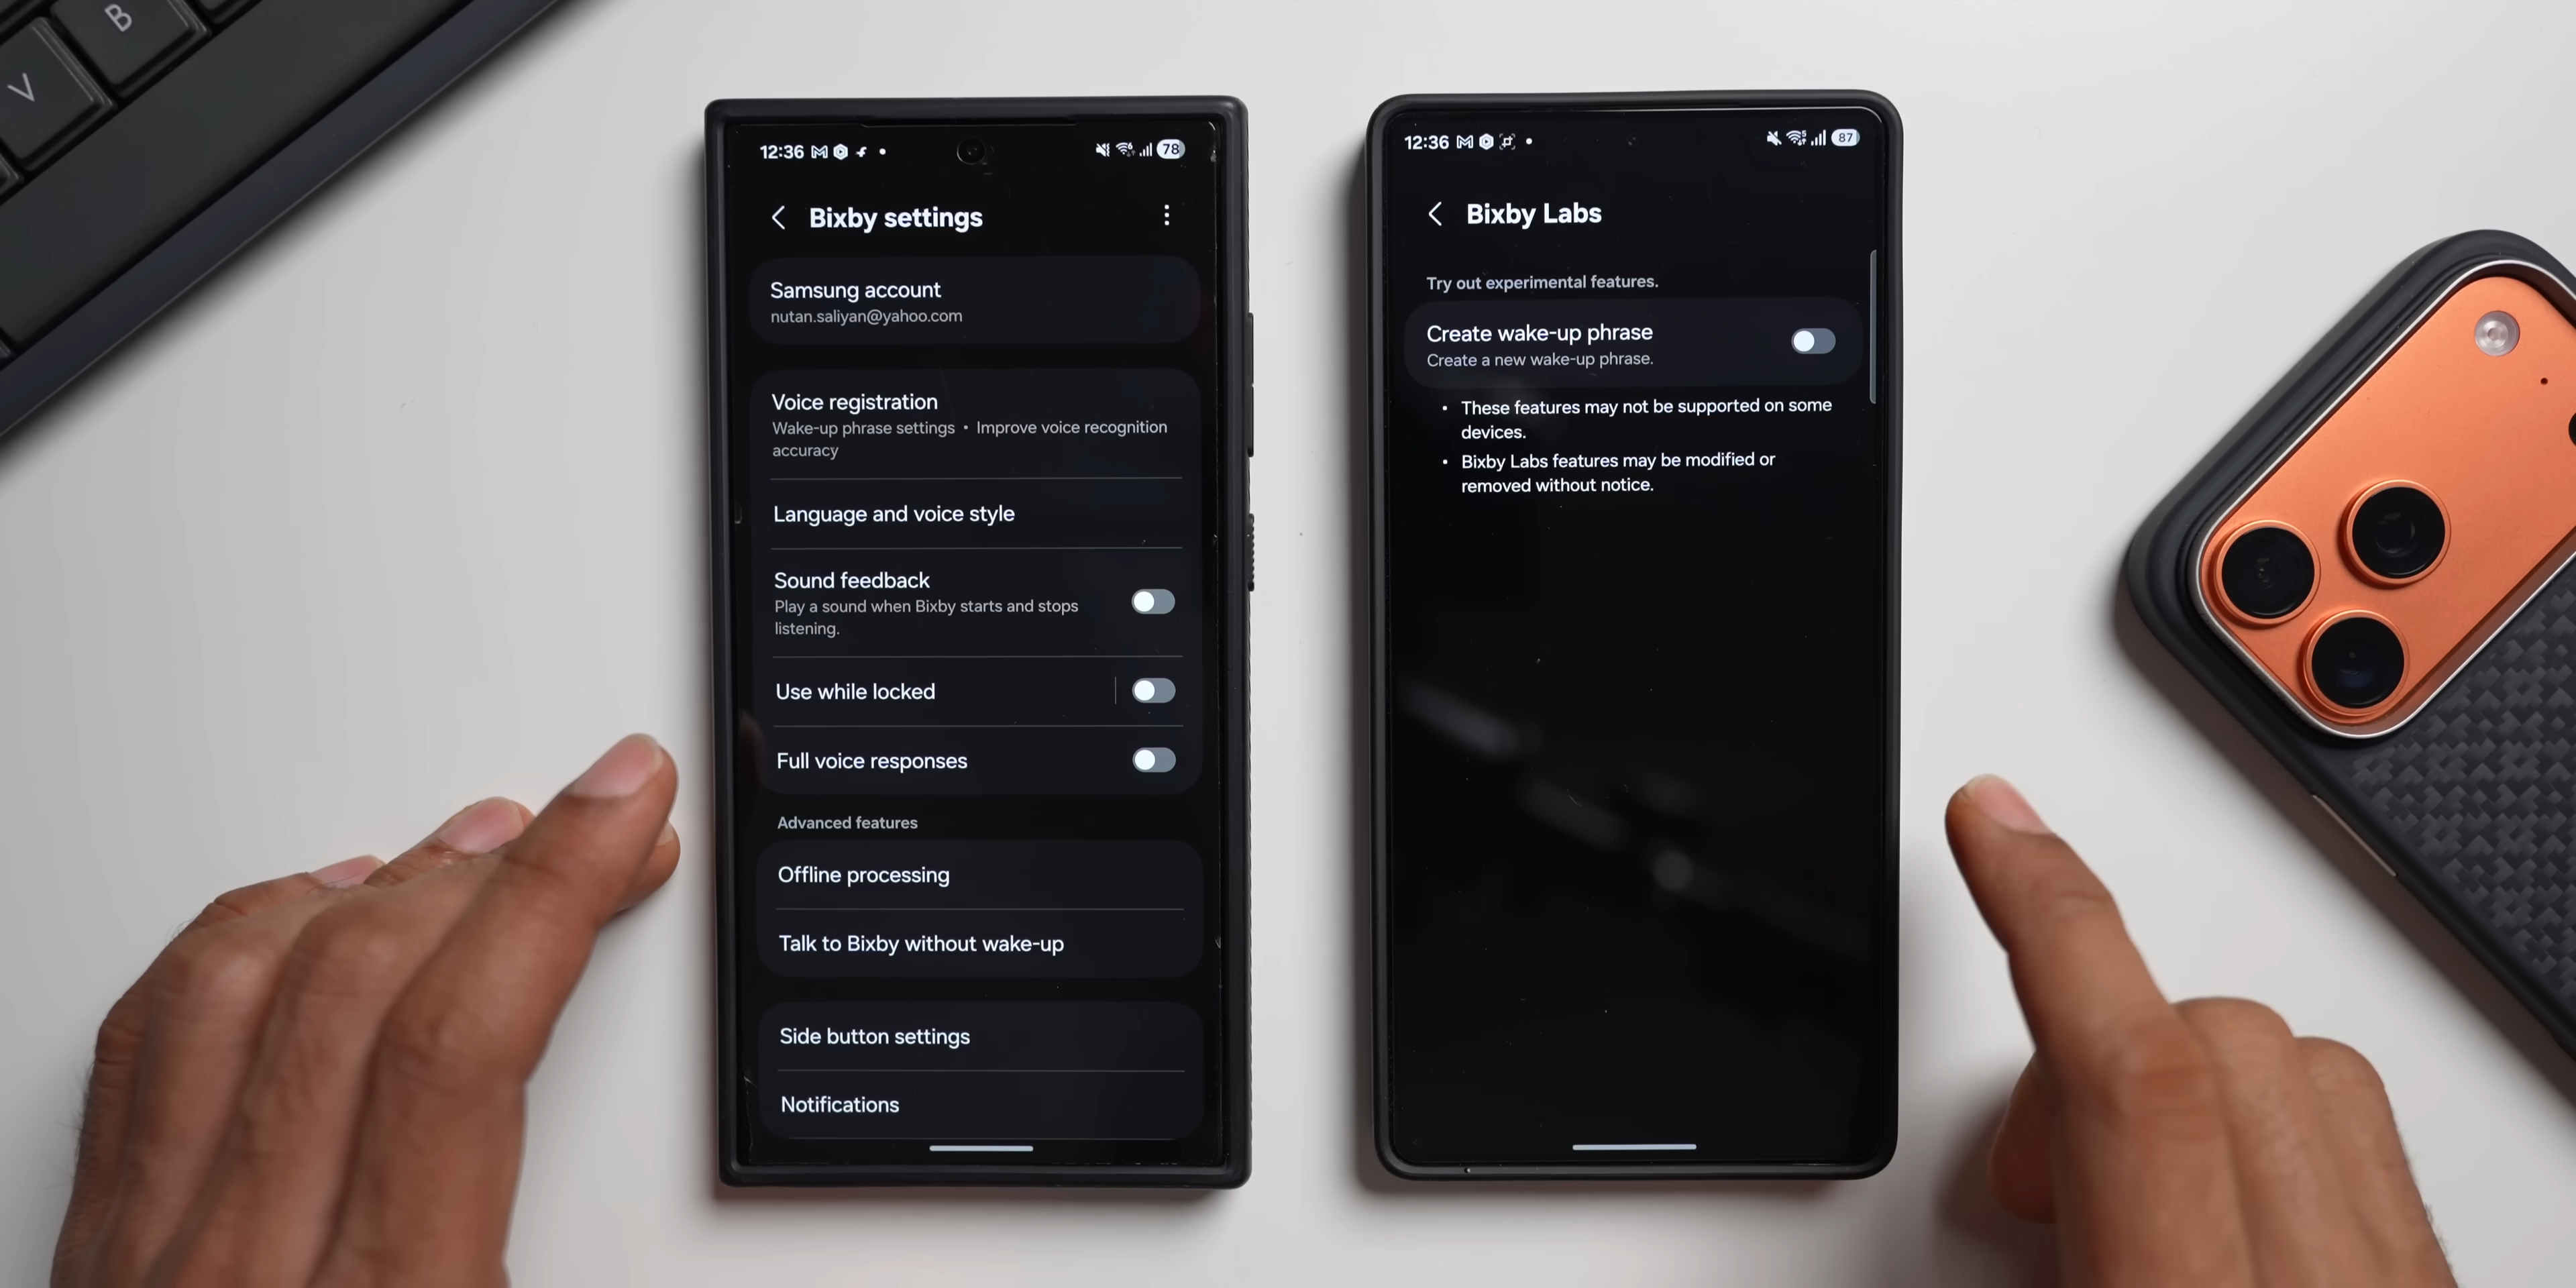 B
V
12:36
78
Bixby settings
Samsung account
nutan.saliyan@yahoo.com
Voice registration
Wake-up phrase settings • Improve voice recognition
accuracy
Language and voice style
Sound feedback
Play a sound when Bixby starts and stops
listening.
Use while locked
Full voice responses
Advanced features
Offline processing
Talk to Bixby without wake-up
Side button settings
Notifications
12:36
87
Bixby Labs
Try out experimental features.
Create wake-up phrase
Create a new wake-up phrase.
• These features may not be supported on some
devices.
• Bixby Labs features may be modified or
removed without notice.